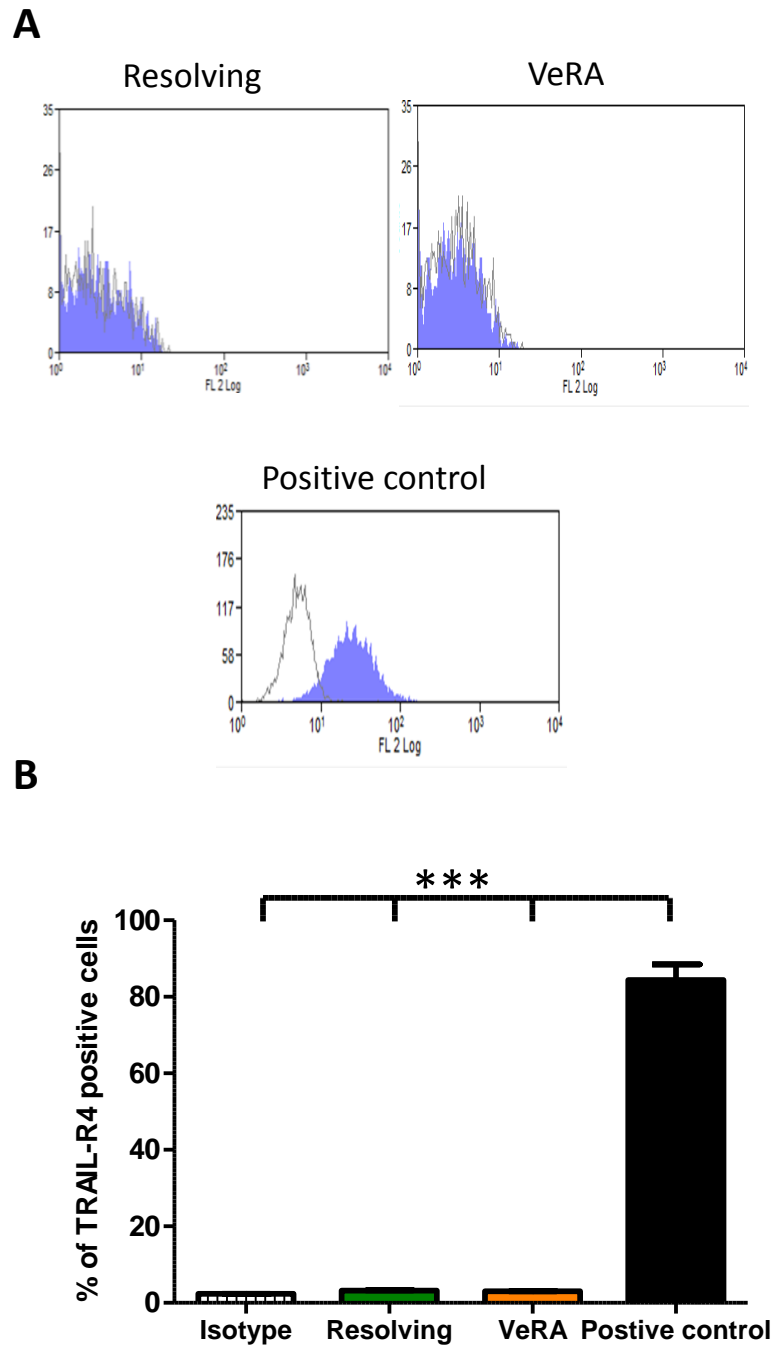 A
Resolving
VeRA
35
26
17
8
0
10⁰ 10¹ 10² 10³ 10⁴
FL 2 Log
35
26
17
8
0
10⁰ 10¹ 10² 10³ 10⁴
FL 2 Log
Positive control
235
176
117
58
0
10⁰ 10¹ 10² 10³ 10⁴
FL 2 Log
B
***
% of TRAIL-R4 positive cells
100
80
60
40
20
0
Isotype Resolving VeRA Postive control